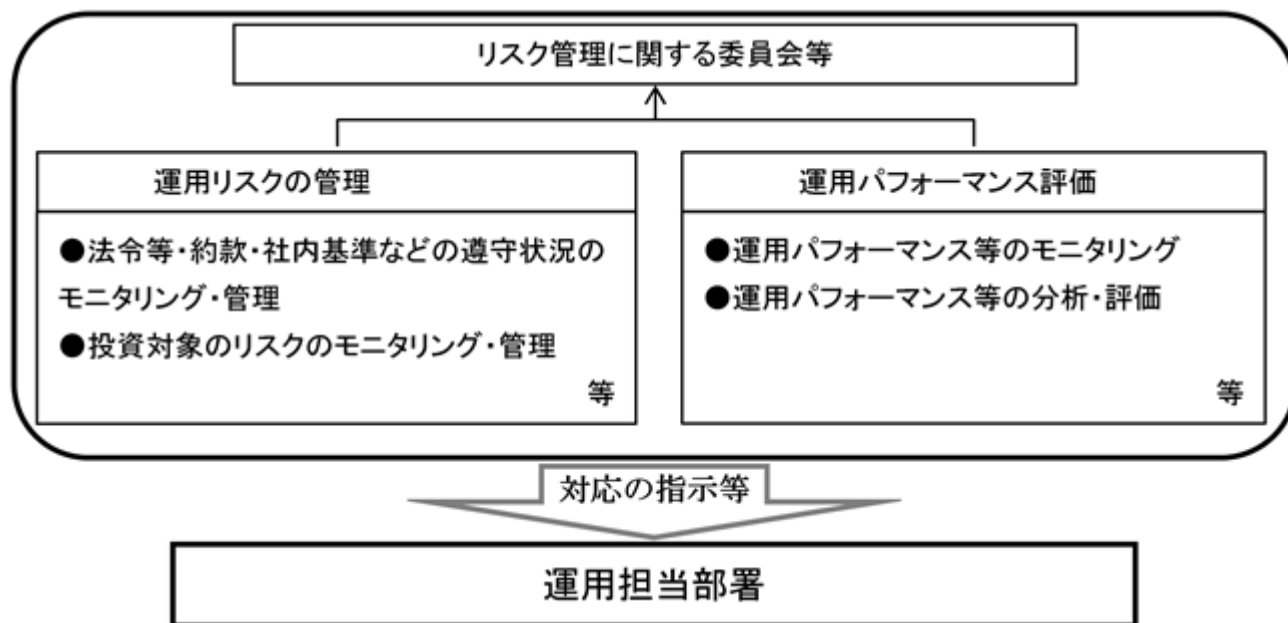 リスク管理に関する委員会等
運用リスクの管理
●法令等・約款・社内基準などの遵守状況の
モニタリング・管理
●投資対象のリスクのモニタリング・管理
等
運用パフォーマンス評価
●運用パフォーマンス等のモニタリング
●運用パフォーマンス等の分析・評価
等
対応の指示等
運用担当部署